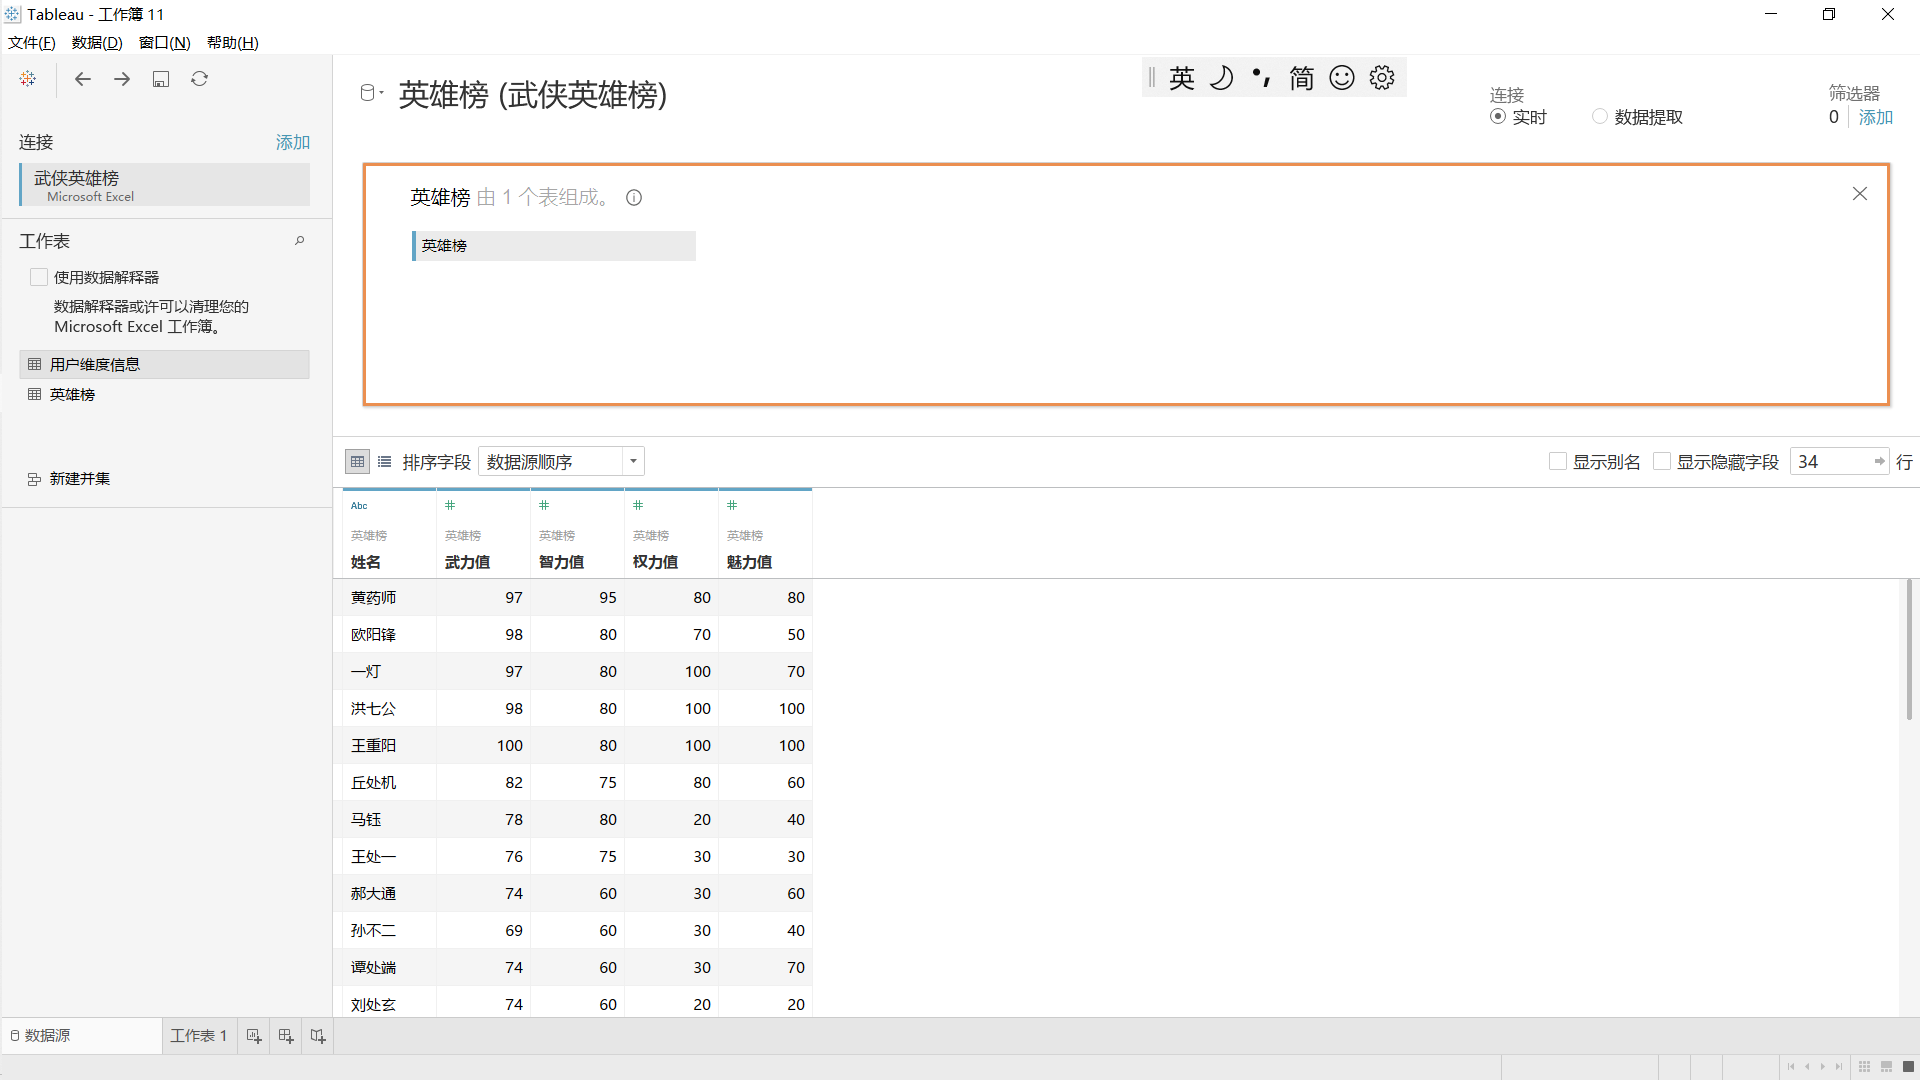 Tableau - 工作簿 11
文件(F) 数据(D) 窗口(N) 帮助(H)
连接 添加
武侠英雄榜
Microsoft Excel
工作表
使用数据解释器
数据解释器或许可以清理您的
Microsoft Excel 工作簿。
用户维度信息
英雄榜
新建并集
英雄榜 (武侠英雄榜)
英 简
连接
实时 数据提取
筛选器
0 添加
英雄榜 由 1 个表组成。
英雄榜
排序字段 数据源顺序 显示别名 显示隐藏字段 34 行
Abc # # # #
英雄榜 英雄榜 英雄榜 英雄榜 英雄榜
姓名 武力值 智力值 权力值 魅力值
黄药师 97 95 80 80
欧阳锋 98 80 70 50
一灯 97 80 100 70
洪七公 98 80 100 100
王重阳 100 80 100 100
丘处机 82 75 80 60
马钰 78 80 20 40
王处一 76 75 30 30
郝大通 74 60 30 60
孙不二 69 60 30 40
谭处端 74 60 30 70
刘处玄 74 60 20 20
数据源 工作表 1